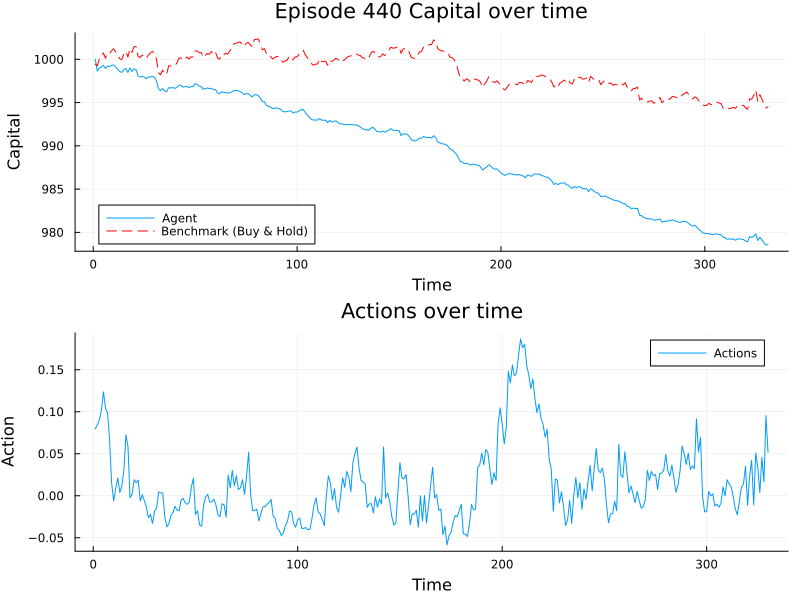 Episode 440 Capital over time
Capital
1000
995
990
985
980
Agent
Benchmark (Buy & Hold)
0
100
200
300
Time
Actions over time
Action
0.15
0.10
0.05
0.00
−0.05
Actions
0
100
200
300
Time